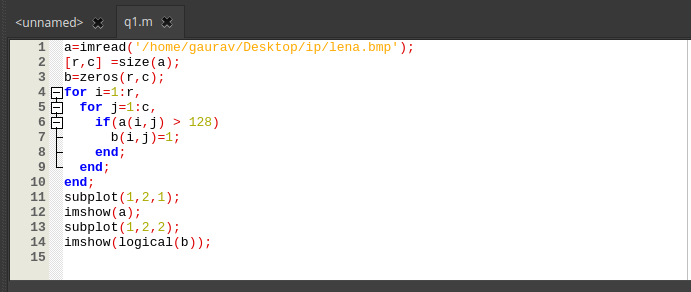 <unnamed> q1.m
1 a=imread('/home/gaurav/Desktop/ip/lena.bmp');
2 [r,c] =size(a);
3 b=zeros(r,c);
4 for i=1:r,
5   for j=1:c,
6     if(a(i,j) > 128)
7       b(i,j)=1;
8     end;
9   end;
10 end;
11 subplot(1,2,1);
12 imshow(a);
13 subplot(1,2,2);
14 imshow(logical(b));
15